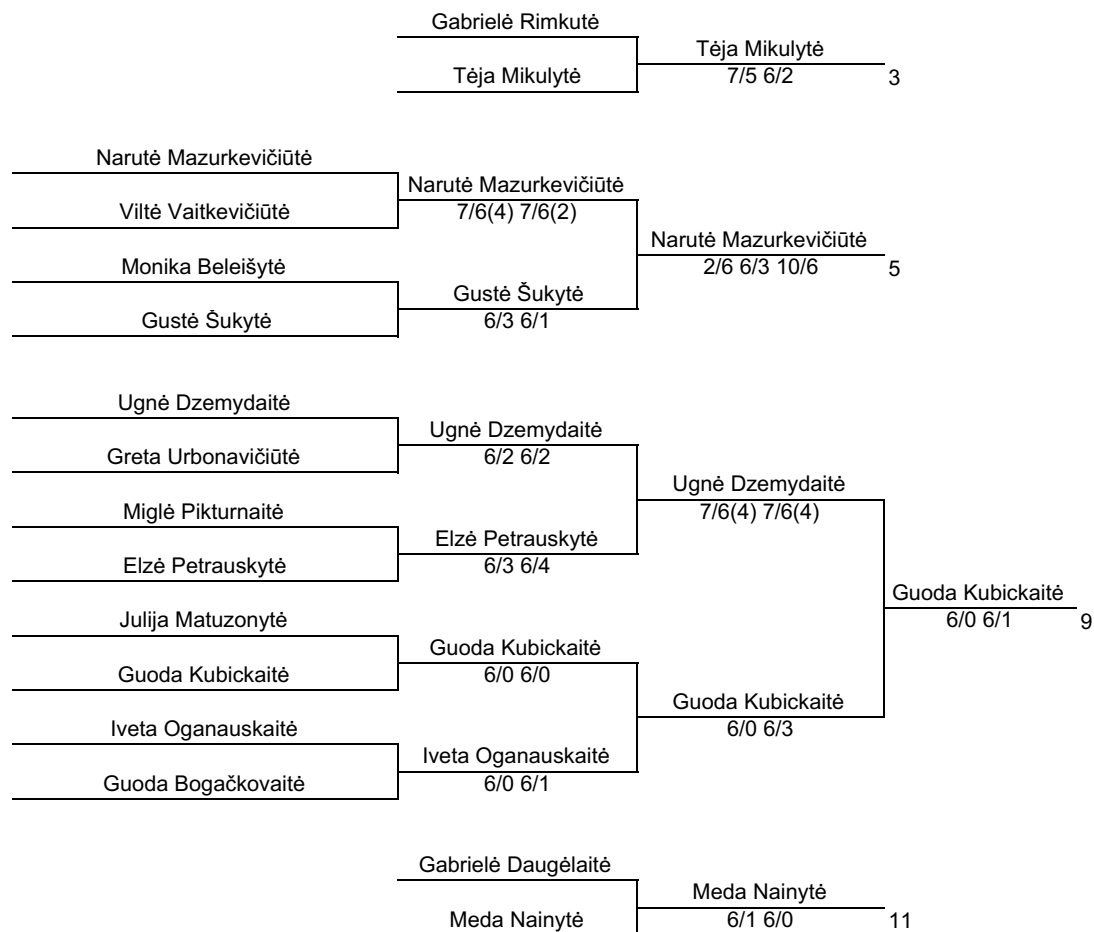 Gabrielė Rimkutė
Tėja Mikulytė
Tėja Mikulytė
7/5 6/2
3
Narutė Mazurkevičiūtė
Narutė Mazurkevičiūtė
Viltė Vaitkevičiūtė
7/6(4) 7/6(2)
Narutė Mazurkevičiūtė
Monika Beleišytė
2/6 6/3 10/6
5
Gustė Šukytė
Gustė Šukytė
6/3 6/1
Ugnė Dzemydaitė
Ugnė Dzemydaitė
Greta Urbonavičiūtė
6/2 6/2
Ugnė Dzemydaitė
Miglė Pikturnaitė
7/6(4) 7/6(4)
Elzė Petrauskytė
Elzė Petrauskytė
6/3 6/4
Guoda Kubickaitė
Julija Matuzonytė
6/0 6/1
9
Guoda Kubickaitė
Guoda Kubickaitė
6/0 6/0
Guoda Kubickaitė
Iveta Oganauskaitė
6/0 6/3
Iveta Oganauskaitė
Guoda Bogačkovaitė
6/0 6/1
Gabrielė Daugėlaitė
Meda Nainytė
Meda Nainytė
6/1 6/0
11